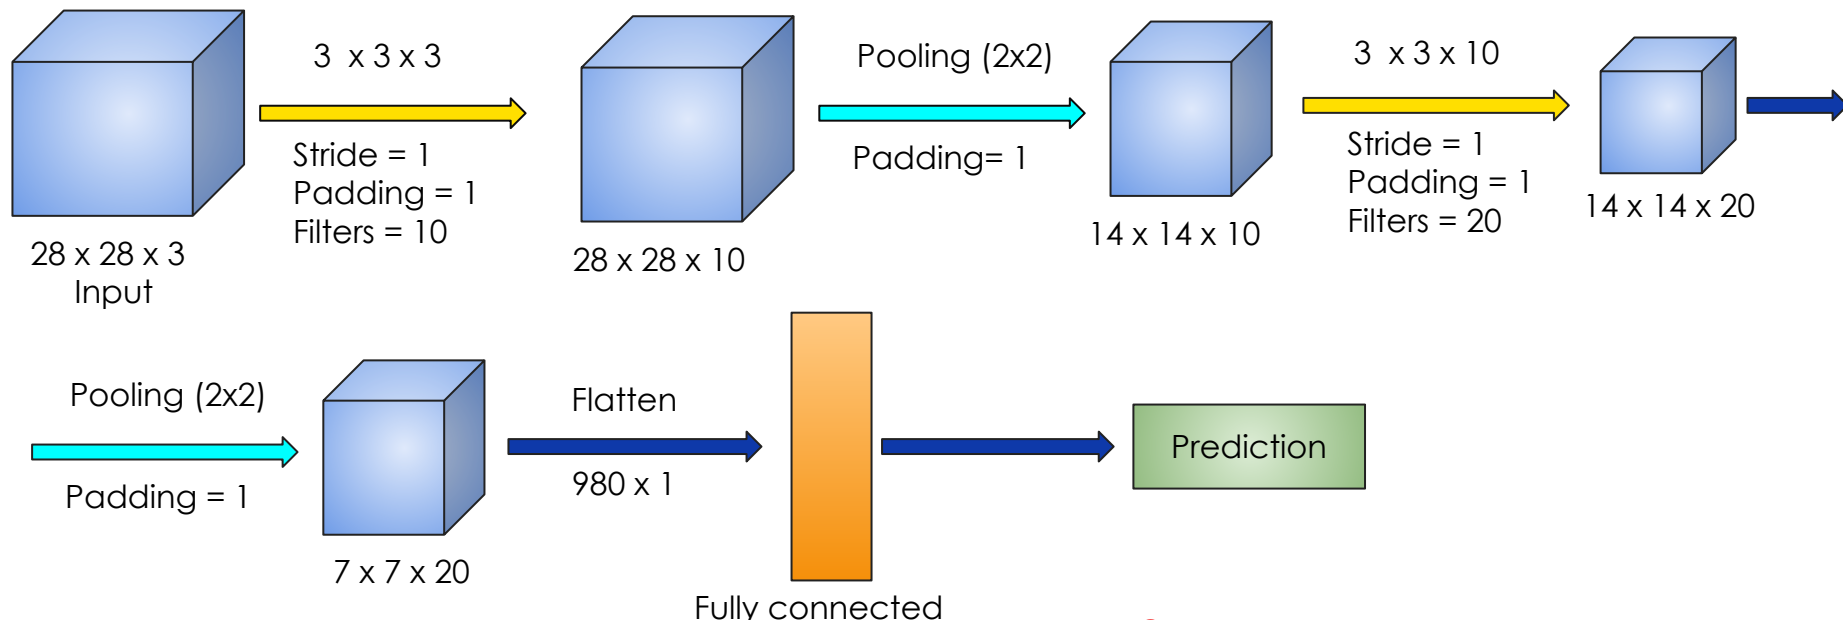 3 x 3 x 3
Stride = 1
Padding = 1
Filters = 10
28 x 28 x 3
Input
28 x 28 x 10
Pooling (2x2)
Padding= 1
14 x 14 x 10
3 x 3 x 10
Stride = 1
Padding = 1
Filters = 20
14 x 14 x 20
Pooling (2x2)
Padding = 1
7 x 7 x 20
Flatten
980 x 1
Fully connected
Prediction